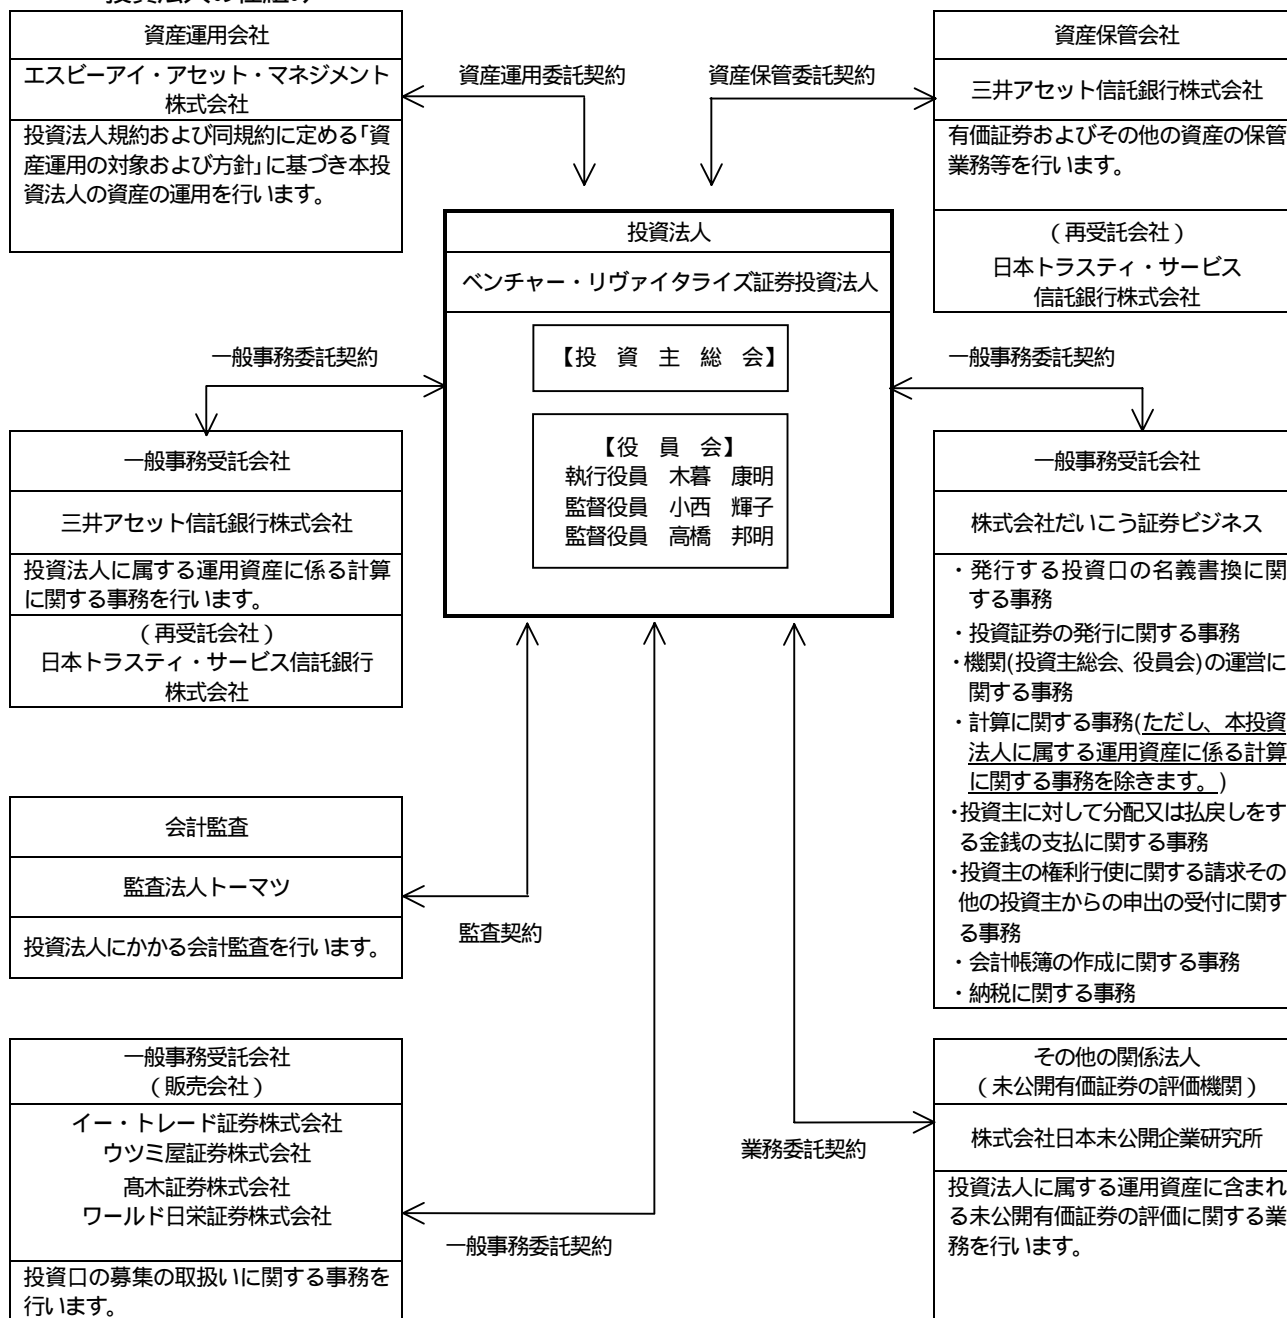 資産運用会社
エスビーアイ・アセット・マネジメント
株式会社
投資法人規約および同規約に定める「資
産運用の対象および方針」に基づき本投
資法人の資産の運用を行います。
資産運用委託契約
資産保管委託契約
資産保管会社
三井アセット信託銀行株式会社
有価証券およびその他の資産の保管
業務等を行います。
(再受託会社)
日本トラスティ・サービス
信託銀行株式会社
投資法人
ベンチャー・リヴァイタライズ証券投資法人
【投 資 主 総 会】
【役 員 会】
執行役員 木暮 康明
監督役員 小西 輝子
監督役員 高橋 邦明
一般事務委託契約
一般事務委託契約
一般事務受託会社
三井アセット信託銀行株式会社
投資法人に属する運用資産に係る計算
に関する事務を行います。
(再受託会社)
日本トラスティ・サービス信託銀行
株式会社
一般事務受託会社
株式会社だいこう証券ビジネス
・発行する投資口の名義書換に関
する事務
・投資証券の発行に関する事務
・機関(投資主総会、役員会)の運営に
関する事務
・計算に関する事務(ただし、本投資
法人に属する運用資産に係る計算
に関する事務を除きます。)
・投資主に対して分配又は払戻しをす
る金銭の支払に関する事務
・投資主の権利行使に関する請求その
他の投資主からの申出の受付に関す
る事務
・会計帳簿の作成に関する事務
・納税に関する事務
会計監査
監査法人トーマツ
投資法人にかかる会計監査を行います。
監査契約
一般事務受託会社
(販売会社)
イー・トレード証券株式会社
ウツミ屋証券株式会社
髙木証券株式会社
ワールド日栄証券株式会社
投資口の募集の取扱いに関する事務を
行います。
一般事務委託契約
業務委託契約
その他の関係法人
(未公開有価証券の評価機関)
株式会社日本未公開企業研究所
投資法人に属する運用資産に含まれ
る未公開有価証券の評価に関する業
務を行います。